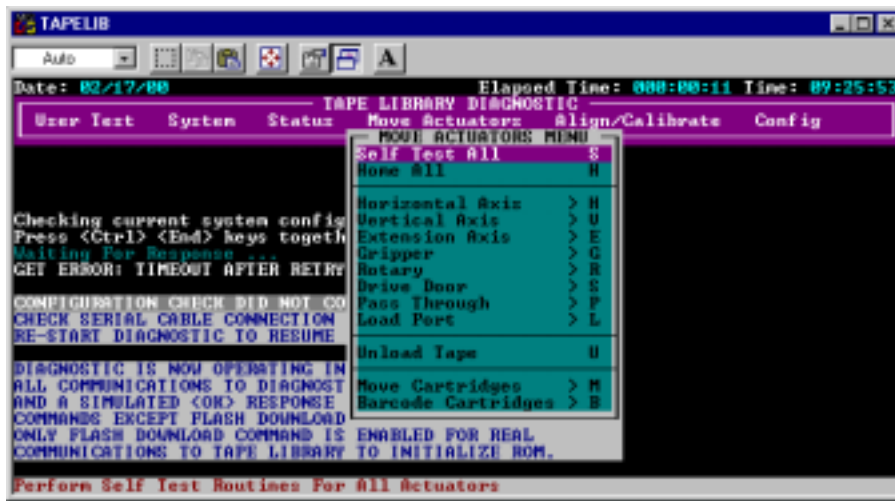 TAPELIB
Auto
A
Date: 02/17/00 Elapsed Time: 000:00:11 Time: 09:25:53
TAPE LIBRARY DIAGNOSTIC
User Test System Status Move Actuators Align/Calibrate Config
MOVE ACTUATORS MENU
Self Test All S
Home All H
Horizontal Axis > H
Vertical Axis > V
Extension Axis > E
Gripper > G
Rotary > R
Drive Door > S
Pass Through > P
Load Port > L
Unload Tape U
Move Cartridges > M
Barcode Cartridges > B
Checking current system config
Press <Ctrl> <End> keys togeth
Waiting For Response ...
GET ERROR: TIMEOUT AFTER RETRY
CONFIGURATION CHECK DID NOT CO
CHECK SERIAL CABLE CONNECTION
RE-START DIAGNOSTIC TO RESUME
DIAGNOSTIC IS NOW OPERATING IN
ALL COMMUNICATIONS TO DIAGNOST
AND A SIMULATED <OK> RESPONSE
COMMANDS EXCEPT FLASH DOWNLOAD
ONLY FLASH DOWNLOAD COMMAND IS ENABLED FOR REAL
COMMUNICATIONS TO TAPE LIBRARY TO INITIALIZE ROM.
Perform Self Test Routines For All Actuators